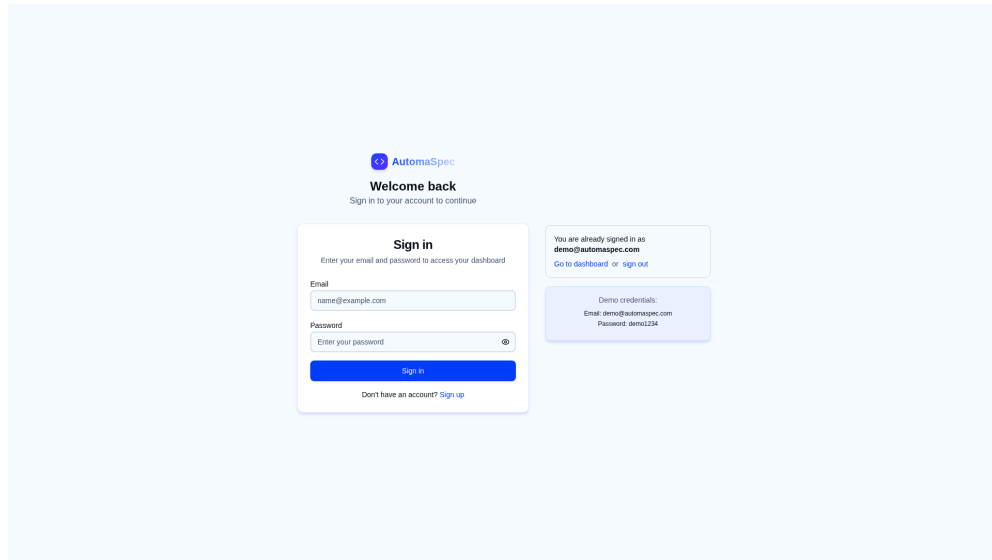 AutomaSpec
Welcome back
Sign in to your account to continue
Sign in
Enter your email and password to access your dashboard
Email
name@example.com
Password
Enter your password
Sign in
Don't have an account? Sign up
You are already signed in as
demo@automaspec.com
Go to dashboard or sign out
Demo credentials:
Email: demo@automaspec.com
Password: demo1234